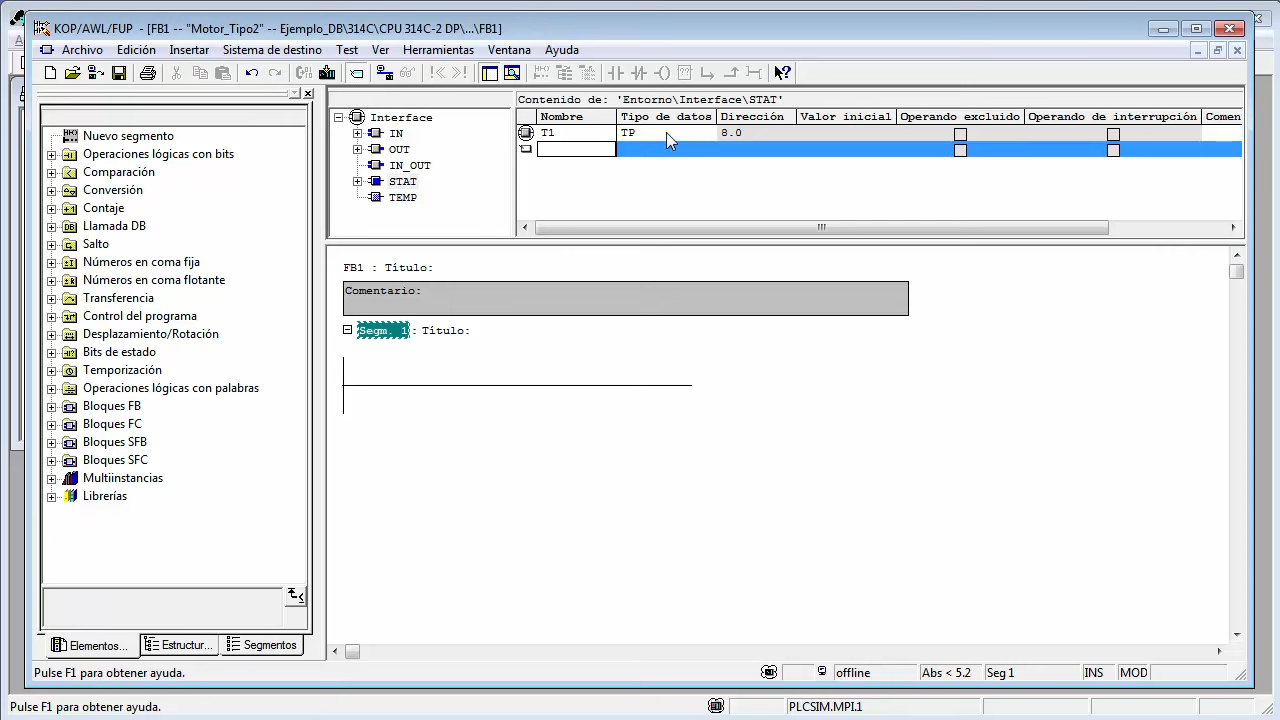 KOP/AWL/FUP - [FB1 -- "Motor_Tipo2" -- Ejemplo_DB\314C\CPU 314C-2 DP\...\FB1]
Archivo Edición Insertar Sistema de destino Test Ver Herramientas Ventana Ayuda
Contenido de: 'Entorno\Interface\STAT'
Interface
IN
OUT
IN_OUT
STAT
TEMP
Nombre Tipo de datos Dirección Valor inicial Operando excluido Operando de interrupción Comen
T1 TP 8.0
Nuevo segmento
Operaciones lógicas con bits
Comparación
Conversión
Contaje
Llamada DB
Salto
Números en coma fija
Números en coma flotante
Transferencia
Control del programa
Desplazamiento/Rotación
Bits de estado
Temporización
Operaciones lógicas con palabras
Bloques FB
Bloques FC
Bloques SFB
Bloques SFC
Multiinstancias
Librerías
FB1 : Título:
Comentario:
Segm. 1: Título:
Elementos... Estructur... Segmentos
Pulse F1 para obtener ayuda. offline Abs < 5.2 Seg 1 INS MOD
Pulse F1 para obtener ayuda. PLCSIM.MPI.1